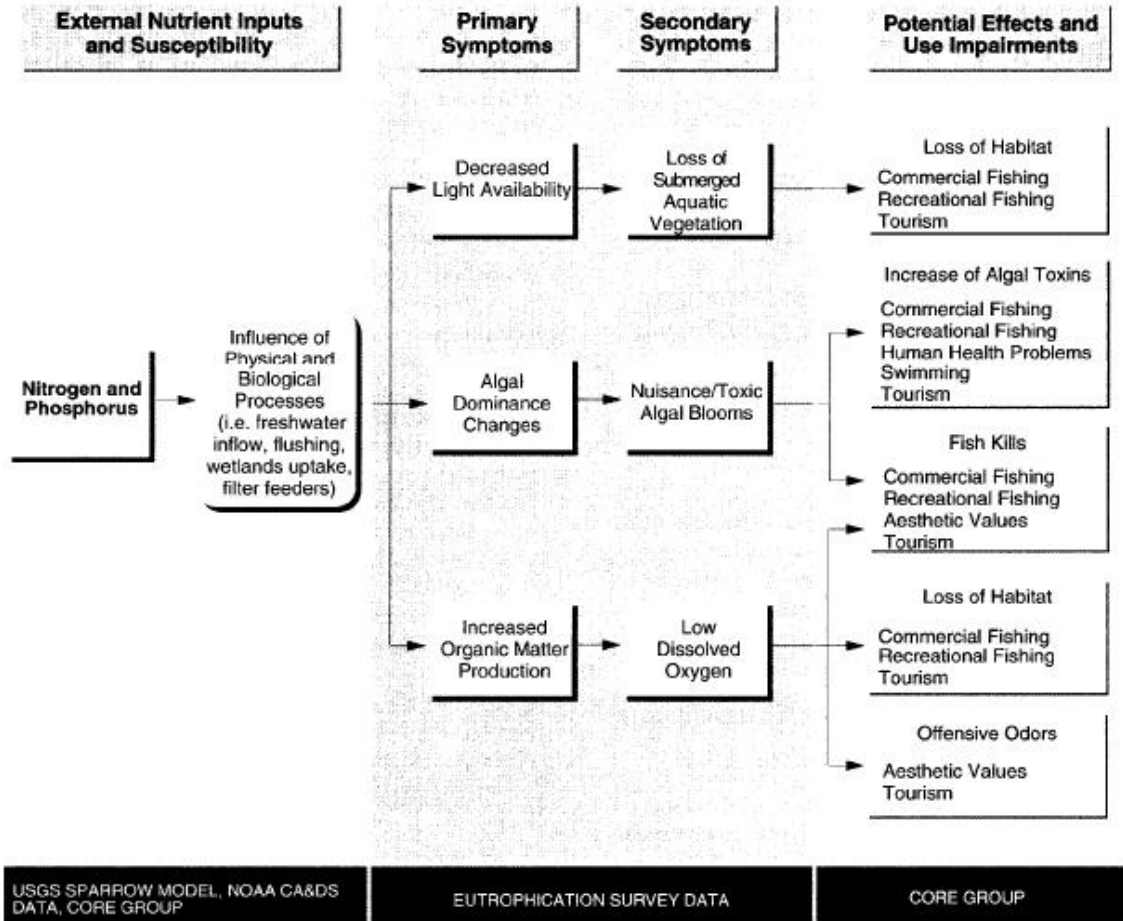 External Nutrient Inputs
and Susceptibility
Primary
Symptoms
Secondary
Symptoms
Potential Effects and
Use Impairments
Nitrogen and
Phosphorus
Influence of
Physical and
Biological
Processes
(i.e. freshwater
inflow, flushing,
wetlands uptake,
filter feeders)
Decreased
Light Availability
Loss of
Submerged
Aquatic
Vegetation
Loss of Habitat
Commercial Fishing
Recreational Fishing
Tourism
Algal
Dominance
Changes
Nuisance/Toxic
Algal Blooms
Increase of Algal Toxins
Commercial Fishing
Recreational Fishing
Human Health Problems
Swimming
Tourism
Fish Kills
Commercial Fishing
Recreational Fishing
Aesthetic Values
Tourism
Increased
Organic Matter
Production
Low
Dissolved
Oxygen
Loss of Habitat
Commercial Fishing
Recreational Fishing
Tourism
Offensive Odors
Aesthetic Values
Tourism
USGS SPARROW MODEL, NOAA CA&DS
DATA, CORE GROUP
EUTROPHICATION SURVEY DATA
CORE GROUP